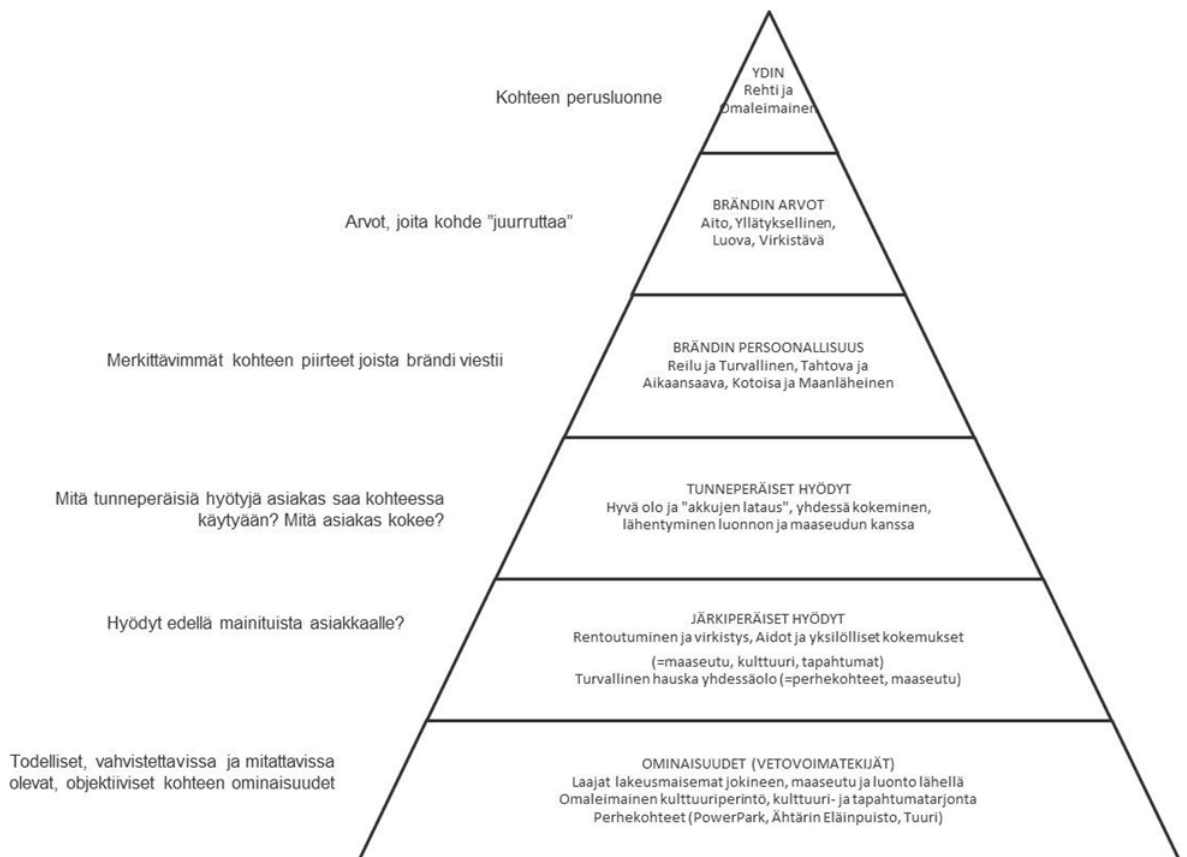 YDIN
Rehti ja
Omaleimainen
Kohteen perusluonne
BRÄNDIN ARVOT
Aito, Yllätyksellinen,
Luova, Virkistävä
Arvot, joita kohde "juurruttaa"
BRÄNDIN PERSOONALLISUUS
Reilu ja Turvallinen, Tahtova ja
Aikaansaava, Kotoisa ja Maanläheinen
Merkittävimmät kohteen piirteet joista brändi viestii
TUNNEPERÄISET HYÖDYT
Hyvä olo ja "akkujen lataus", yhdessä kokeminen,
lähentyminen luonnon ja maaseudun kanssa
Mitä tunneperäisiä hyötyjä asiakas saa kohteessa
käytyään? Mitä asiakas kokee?
JÄRKIPERÄISET HYÖDYT
Rentoutuminen ja virkistys, Aidot ja yksilölliset kokemukset
(=maaseutu, kulttuuri, tapahtumat)
Turvallinen hauska yhdessäolo (=perhekohteet, maaseutu)
Hyödyt edellä mainituista asiakkaalle?
OMINAISUUDET (VETOVOIMATEKIJÄT)
Laajat lakeusmaisemat jokineen, maaseutu ja luonto lähellä
Omaleimainen kulttuuriperintö, kulttuuri- ja tapahtumatarjonta
Perhekohteet (PowerPark, Ähtärin Eläinpuisto, Tuuri)
Todelliset, vahvistettavissa ja mitattavissa
olevat, objektiiviset kohteen ominaisuudet